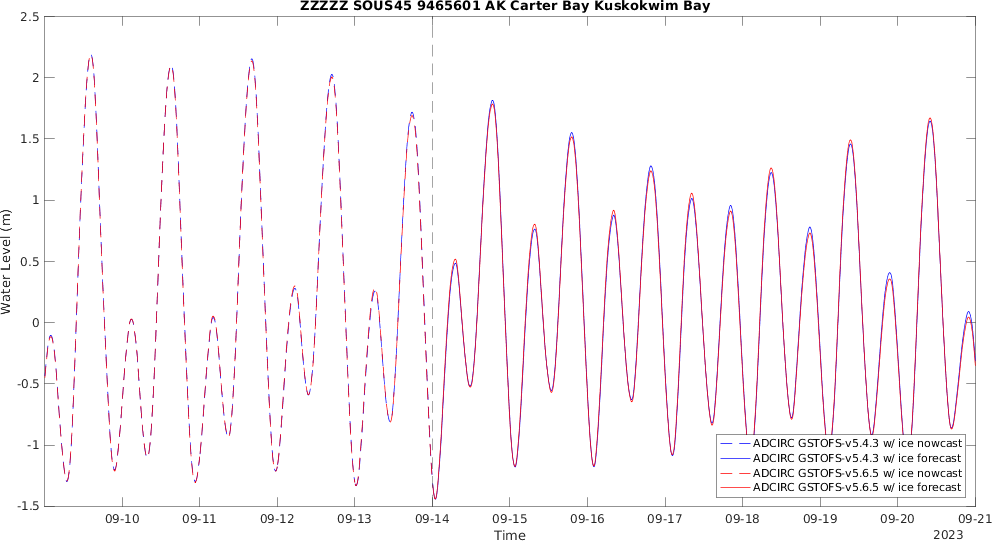 ZZZZZ SOUS45 9465601 AK Carter Bay Kuskokwim Bay
2.5
2
1.5
1
0.5
0
-0.5
-1
-1.5
Water Level (m)
ADCIRC GSTOFS-v5.4.3 w/ ice nowcast
ADCIRC GSTOFS-v5.4.3 w/ ice forecast
ADCIRC GSTOFS-v5.6.5 w/ ice nowcast
ADCIRC GSTOFS-v5.6.5 w/ ice forecast
09-10 09-11 09-12 09-13 09-14 09-15 09-16 09-17 09-18 09-19 09-20 09-21
Time
2023